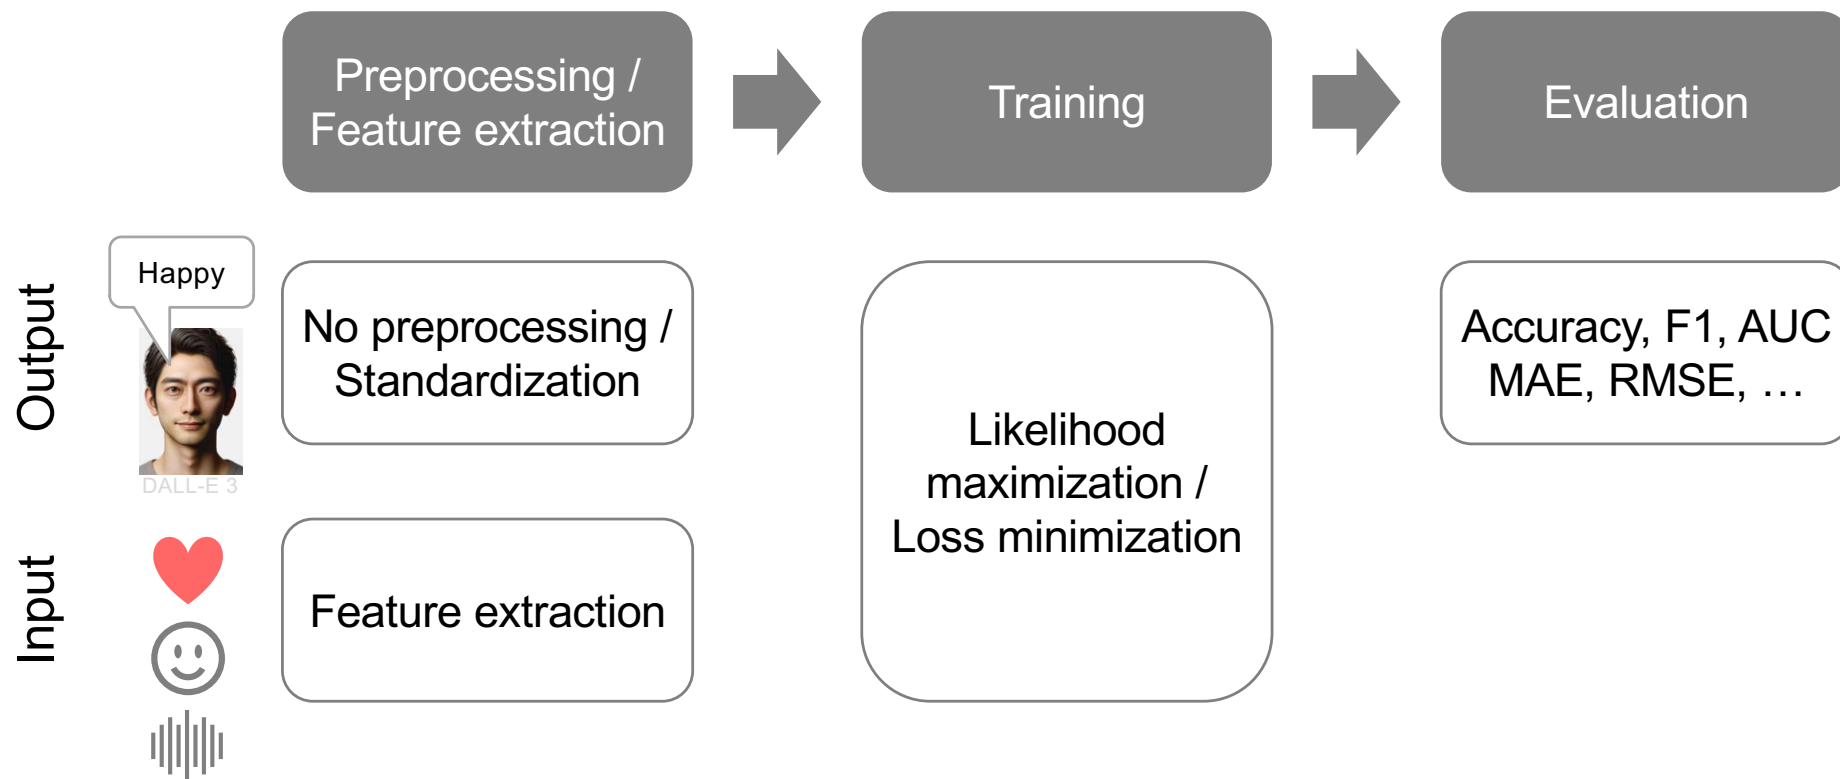 Preprocessing /
Feature extraction
Training
Evaluation
Output
Happy
DALL-E 3
No preprocessing /
Standardization
Likelihood
maximization /
Loss minimization
Accuracy, F1, AUC
MAE, RMSE, …
Input
Feature extraction